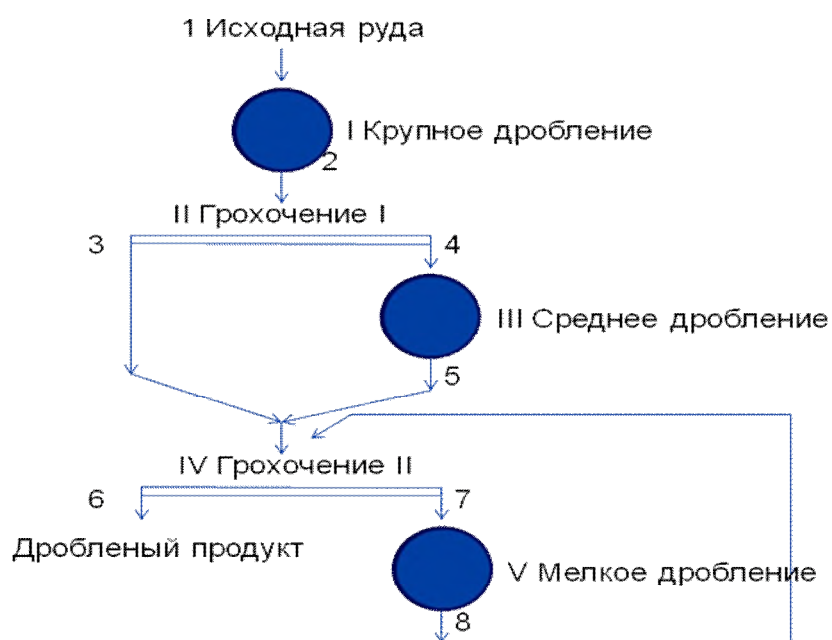 1 Исходная руда
I Крупное дробление
2
II Грохочение I
3
4
III Среднее дробление
5
IV Грохочение II
6
7
Дробленый продукт
V Мелкое дробление
8